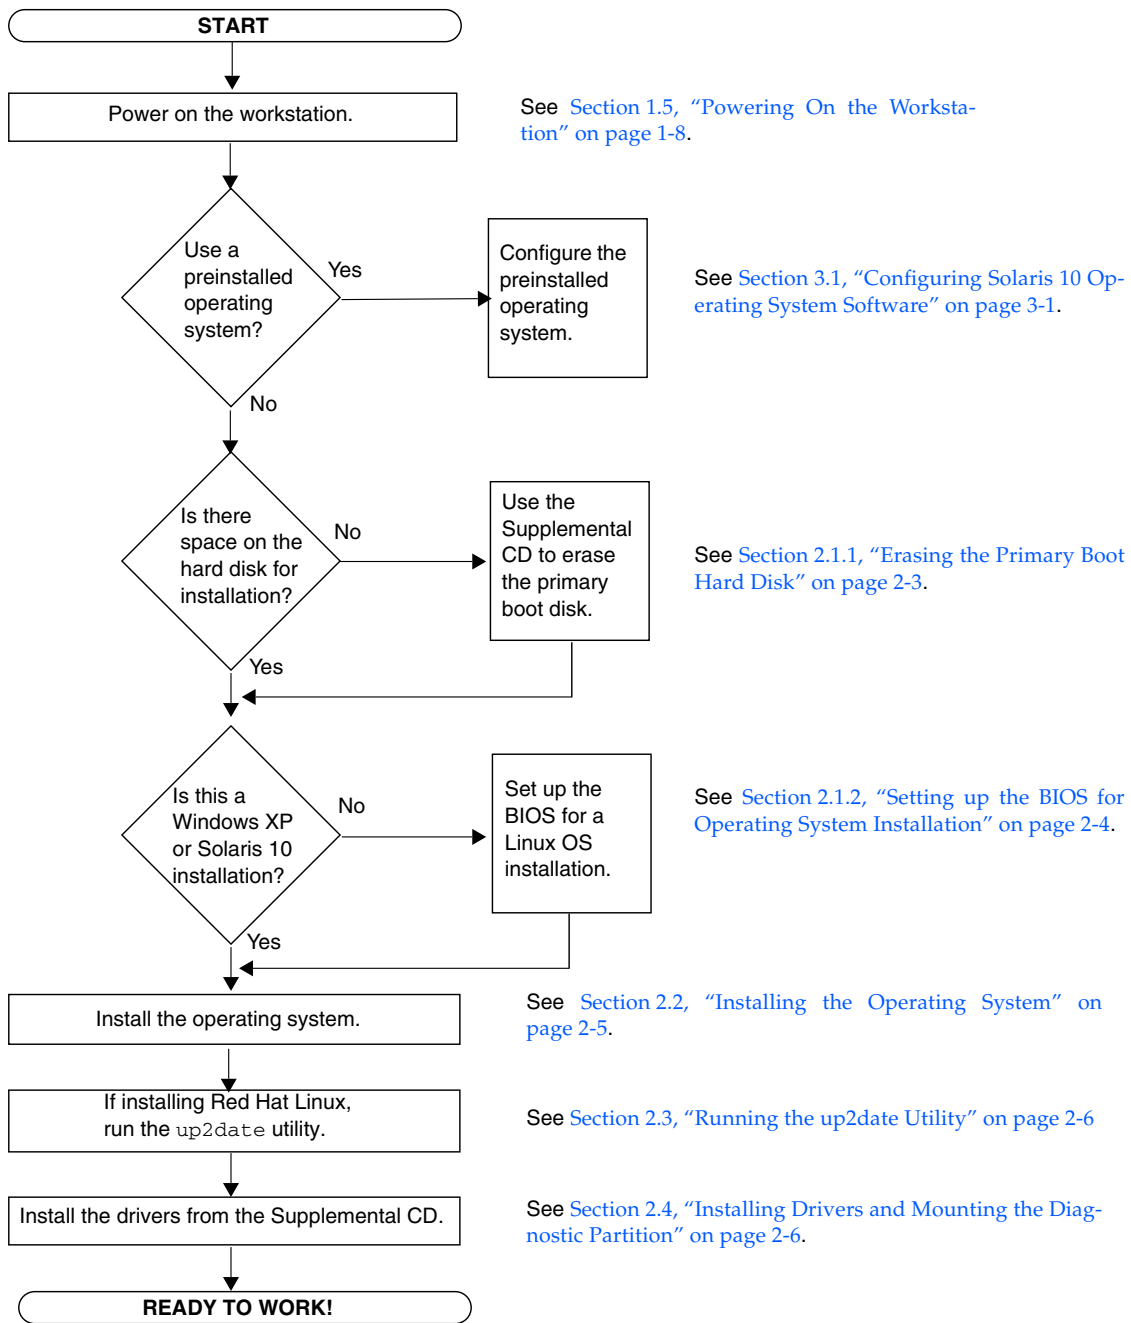 START
Power on the workstation.
See Section 1.5, “Powering On the Worksta-
tion” on page 1-8.
Use a
preinstalled
operating
system?
Yes
No
Configure the
preinstalled
operating
system.
See Section 3.1, “Configuring Solaris 10 Op-
erating System Software” on page 3-1.
Is there
space on the
hard disk for
installation?
No
Yes
Use the
Supplemental
CD to erase
the primary
boot disk.
See Section 2.1.1, “Erasing the Primary Boot
Hard Disk” on page 2-3.
Is this a
Windows XP
or Solaris 10
installation?
No
Yes
Set up the
BIOS for a
Linux OS
installation.
See Section 2.1.2, “Setting up the BIOS for
Operating System Installation” on page 2-4.
Install the operating system.
See Section 2.2, “Installing the Operating System” on
page 2-5.
If installing Red Hat Linux,
run the up2date utility.
See Section 2.3, “Running the up2date Utility” on page 2-6
Install the drivers from the Supplemental CD.
See Section 2.4, “Installing Drivers and Mounting the Diag-
nostic Partition” on page 2-6.
READY TO WORK!